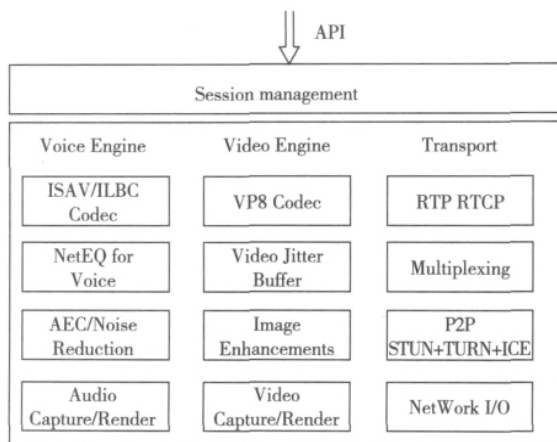 API
Session management
Voice Engine
Video Engine
Transport
ISAV/ILBC
Codec
VP8 Codec
RTP RTCP
NetEQ for
Voice
Video Jitter
Buffer
Multiplexing
AEC/Noise
Reduction
Image
Enhancements
P2P
STUN+TURN+ICE
Audio
Capture/Render
Video
Capture/Render
NetWork I/O